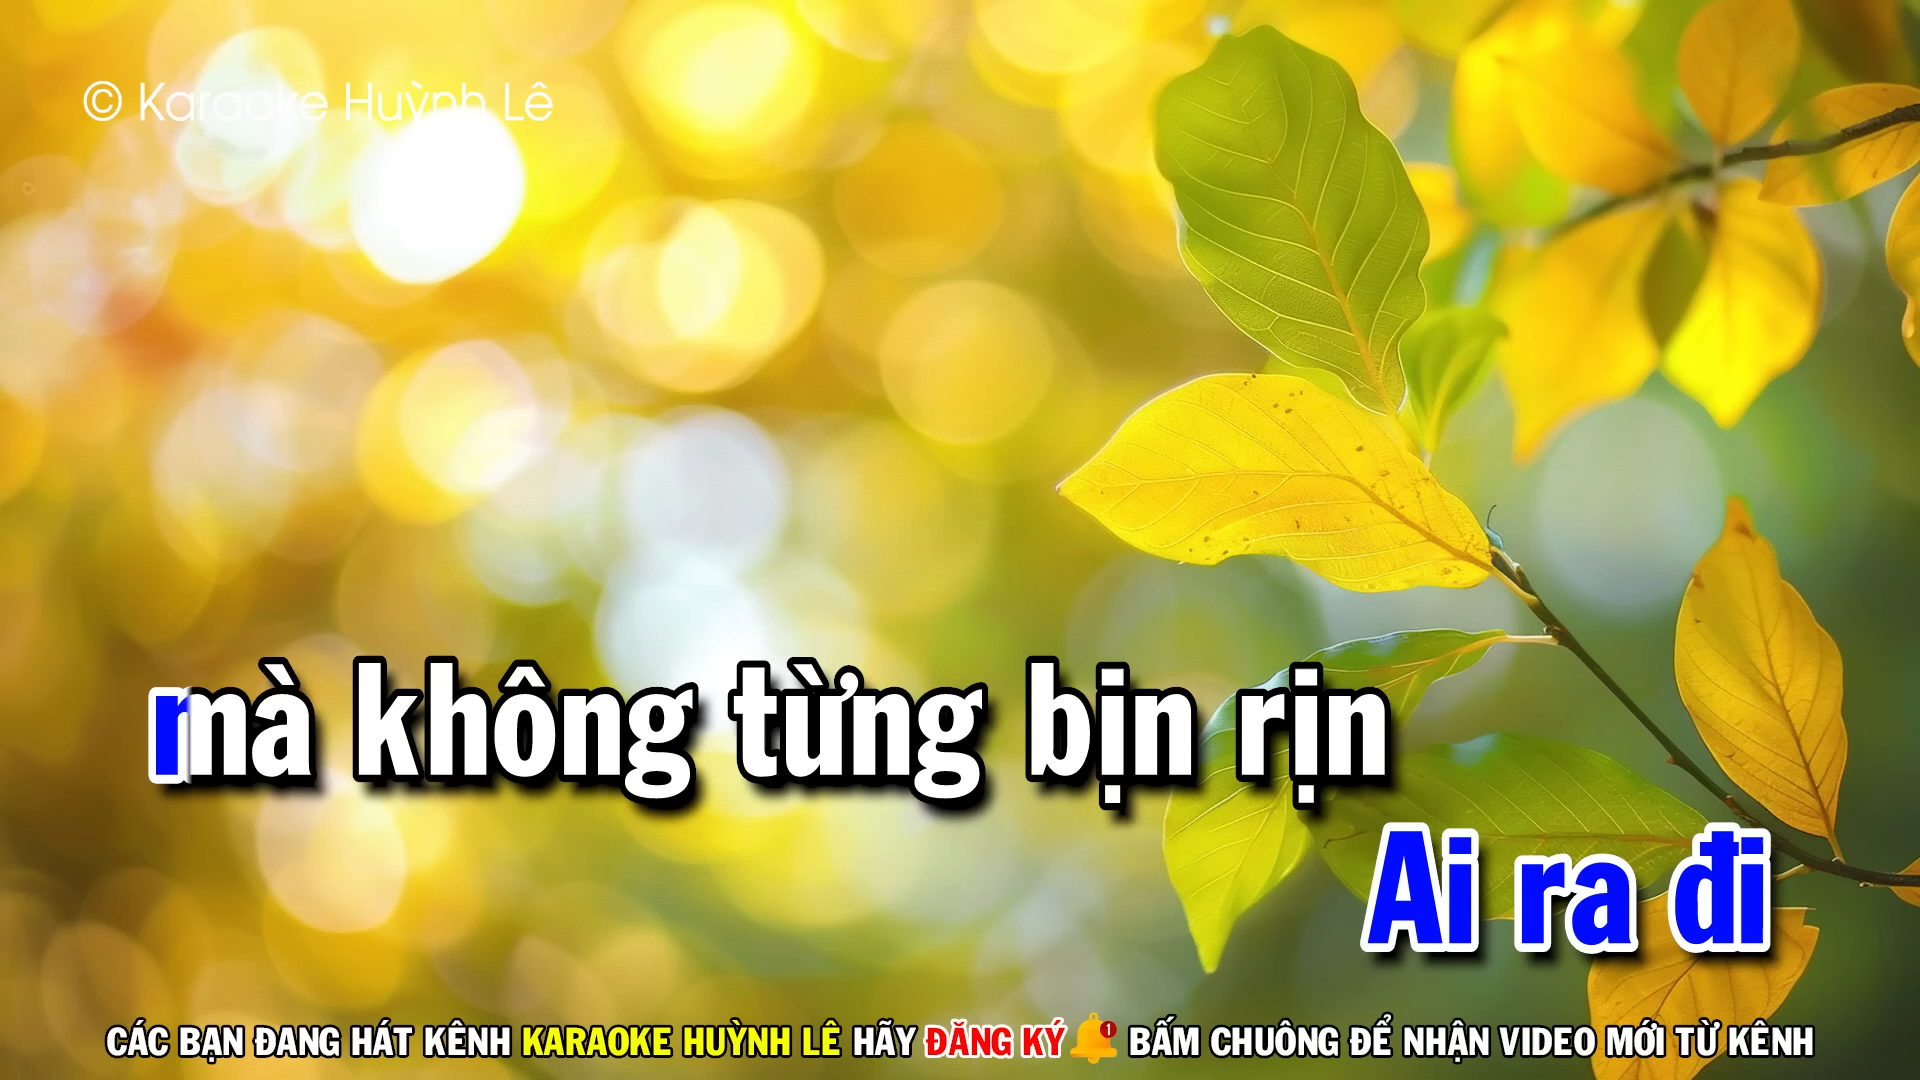 © Karaoke Huỳnh Lê
mà không từng bịn rịn
Ai ra đi
CÁC BẠN ĐANG HÁT KÊNH KARAOKE HUỲNH LÊ HÃY ĐĂNG KÝ 1 BẤM CHUÔNG ĐỂ NHẬN VIDEO MỚI TỪ KÊNH